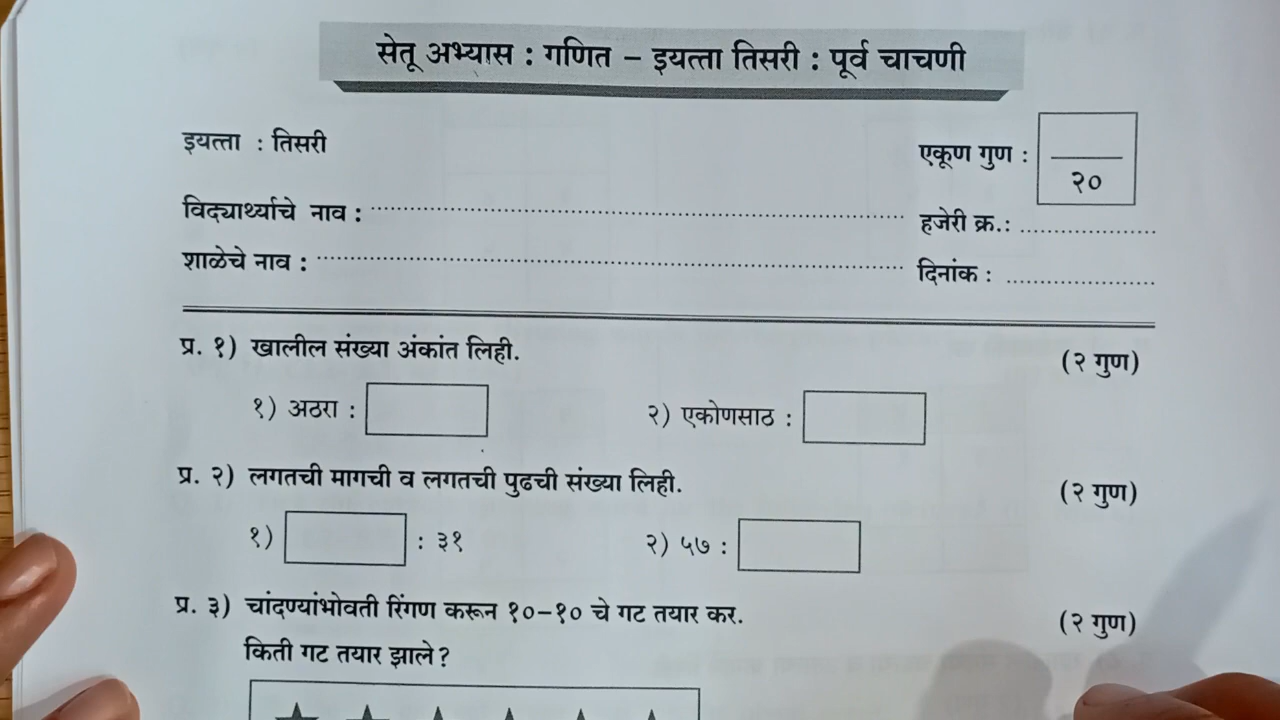 सेतू अभ्यास : गणित – इयत्ता तिसरी : पूर्व चाचणी
इयत्ता : तिसरी
एकूण गुण :
२०
विद्यार्थ्याचे नाव : ........................ हजेरी क्र.: ....................
शाळेचे नाव : ........................ दिनांक : ......................
प्र. १) खालील संख्या अंकांत लिही. (२ गुण)
१) अठरा : २) एकोणसाठ :
प्र. २) लगतची मागची व लगतची पुढची संख्या लिही. (२ गुण)
१) : ३१ २) ५७ :
प्र. ३) चांदण्यांभोवती रिंगण करून १०–१० चे गट तयार कर. (२ गुण)
किती गट तयार झाले?